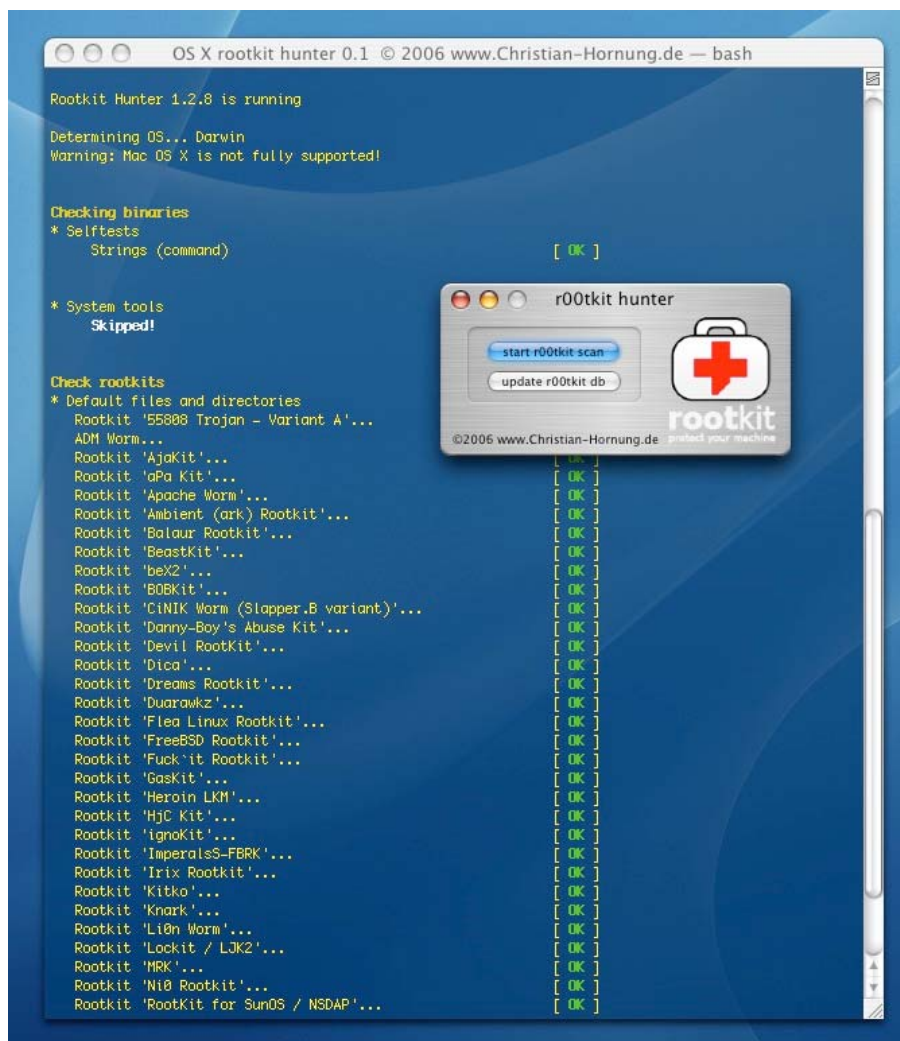 OS X rootkit hunter 0.1 © 2006 www.Christian-Hornung.de — bash
Rootkit Hunter 1.2.8 is running
Determining OS... Darwin
Warning: Mac OS X is not fully supported!
Checking binaries
* Selftests
Strings (command) [ OK ]
* System tools
Skipped!
Check rootkits
* Default files and directories
Rootkit '55808 Trojan - Variant A'...
ADM Worm...
Rootkit 'AjaKit'... [ OK ]
Rootkit 'aPa Kit'... [ OK ]
Rootkit 'Apache Worm'... [ OK ]
Rootkit 'Ambient (ark) Rootkit'... [ OK ]
Rootkit 'Balaur Rootkit'... [ OK ]
Rootkit 'BeastKit'... [ OK ]
Rootkit 'beX2'... [ OK ]
Rootkit 'BOBKit'... [ OK ]
Rootkit 'CiNIK Worm (Slapper.B variant)'... [ OK ]
Rootkit 'Danny-Boy's Abuse Kit'... [ OK ]
Rootkit 'Devil RootKit'... [ OK ]
Rootkit 'Dica'... [ OK ]
Rootkit 'Dreams Rootkit'... [ OK ]
Rootkit 'Duarawkz'... [ OK ]
Rootkit 'Flea Linux Rootkit'... [ OK ]
Rootkit 'FreeBSD Rootkit'... [ OK ]
Rootkit 'Fuck`it Rootkit'... [ OK ]
Rootkit 'GasKit'... [ OK ]
Rootkit 'Heroin LKM'... [ OK ]
Rootkit 'HjC Kit'... [ OK ]
Rootkit 'ignoKit'... [ OK ]
Rootkit 'ImperalsS-FBRK'... [ OK ]
Rootkit 'Irix Rootkit'... [ OK ]
Rootkit 'Kitko'... [ OK ]
Rootkit 'Knark'... [ OK ]
Rootkit 'Li0n Worm'... [ OK ]
Rootkit 'Lockit / LJK2'... [ OK ]
Rootkit 'MRK'... [ OK ]
Rootkit 'Ni0 Rootkit'... [ OK ]
Rootkit 'RootKit for SunOS / NSDAP'... [ OK ]
r00tkit hunter
start r00tkit scan
update r00tkit db
rootkit
protect your machine
©2006 www.Christian-Hornung.de